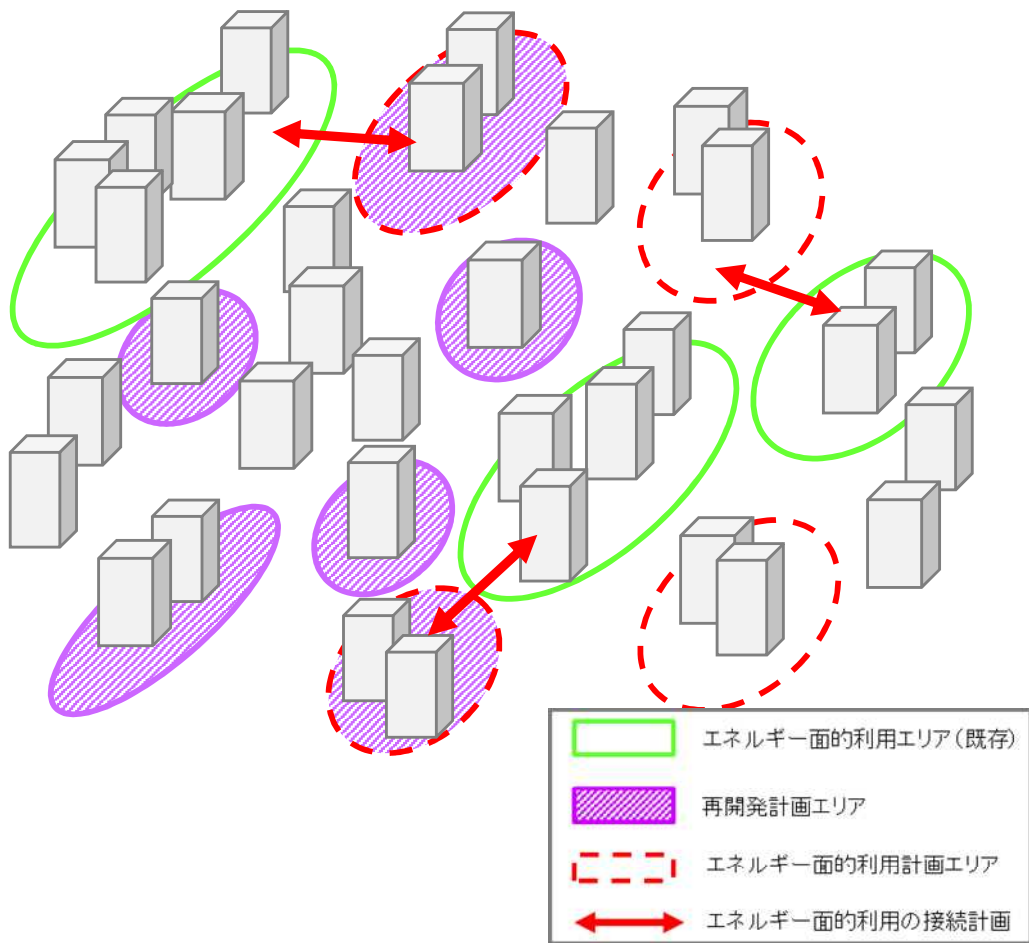 エネルギー面的利用エリア(既存)
再開発計画エリア
エネルギー面的利用計画エリア
エネルギー面的利用の接続計画